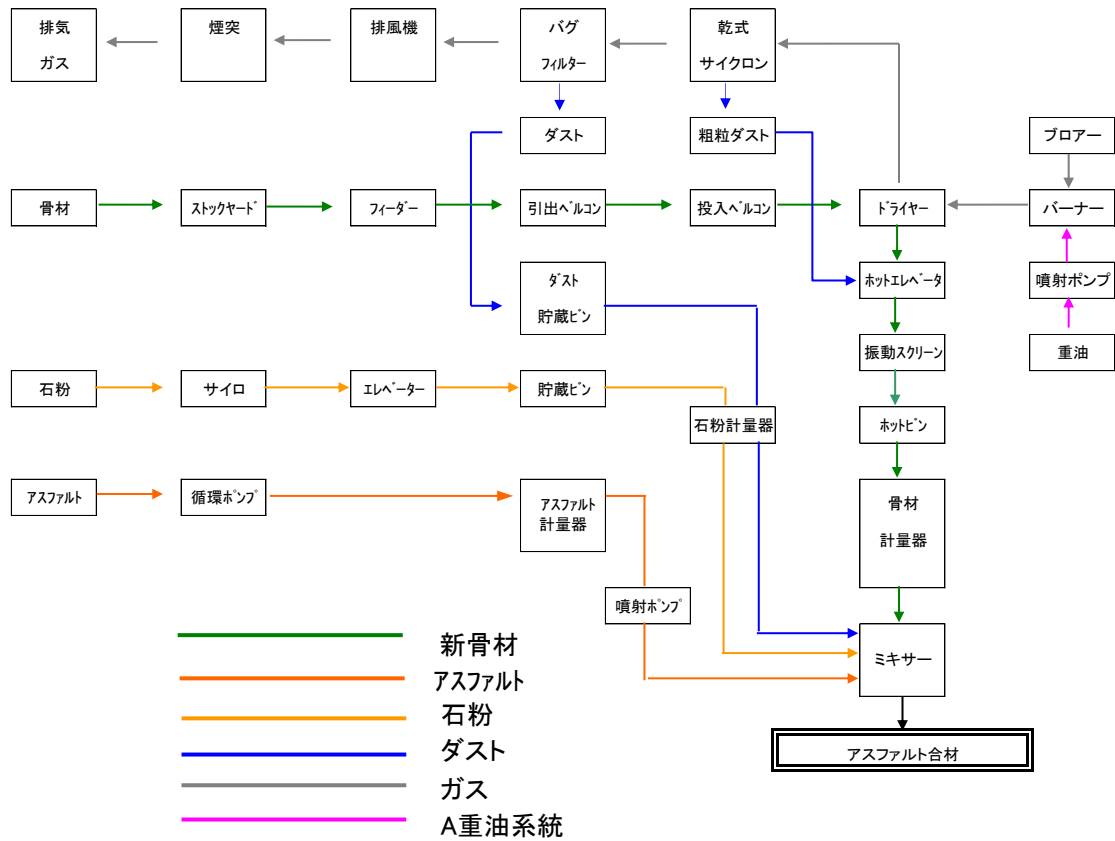 排気
ガス
煙突
排風機
バグ
フィルター
乾式
サイクロン
ダスト
粗粒ダスト
ブロアー
骨材
ストックヤード
フィーダー
引出ベルコン
投入ベルコン
ドライヤー
バーナー
ダスト
貯蔵ビン
ホットエレベータ
噴射ポンプ
振動スクリーン
重油
石粉
サイロ
エレベーター
貯蔵ビン
石粉計量器
ホットビン
アスファルト
循環ポンプ
アスファルト
計量器
骨材
計量器
噴射ポンプ
ミキサー
アスファルト合材
新骨材
アスファルト
石粉
ダスト
ガス
A重油系統